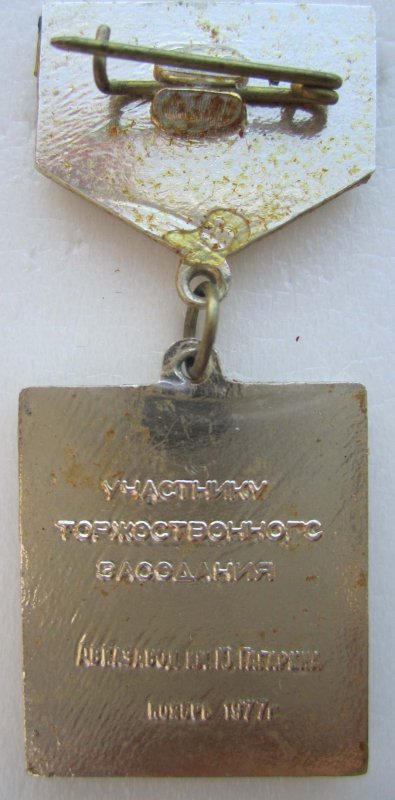 УЧАСТНИКУ
ТОРЖЕСТВЕННОГО
ЗАСЕДАНИЯ
АВИАЗАВОД ИМ Ю. ГАГАРИНА
НОЯБРЬ 1977Г